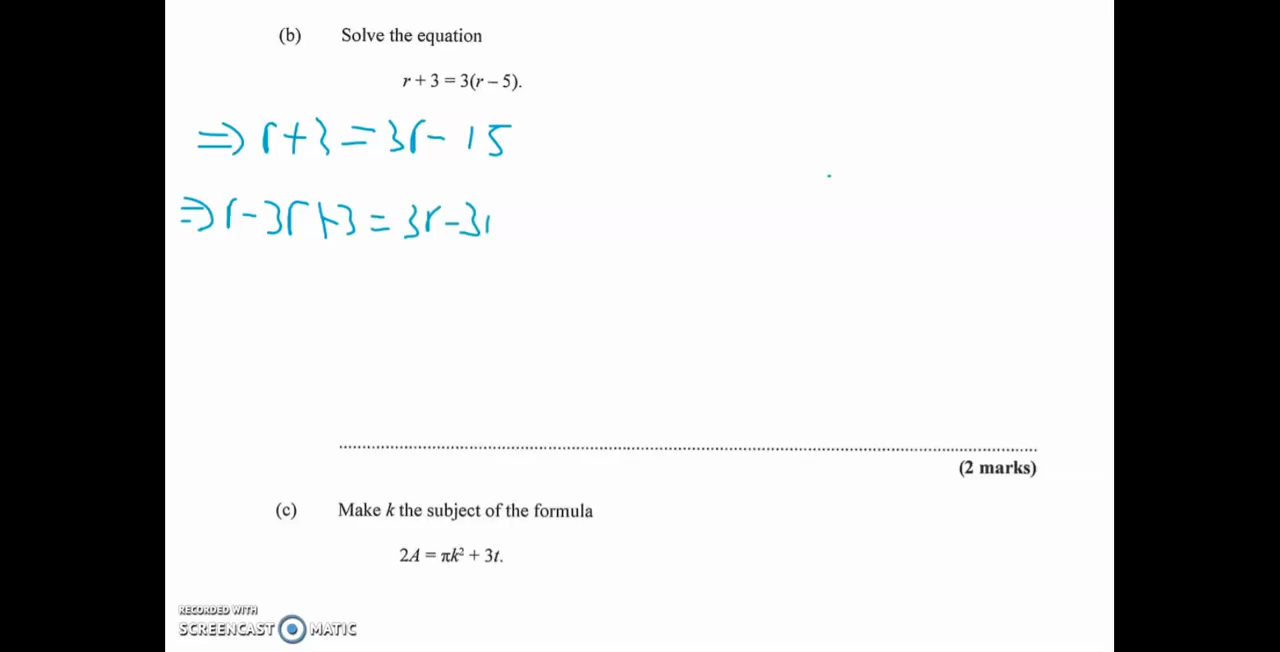 (b) Solve the equation
r + 3 = 3(r – 5).
⇒ r + 3 = 3r - 15
⇒ r - 3r + 3 = 3r - 3r
(2 marks)
(c) Make k the subject of the formula
2A = πk² + 3t.
RECORDED WITH
SCREENCAST MATIC